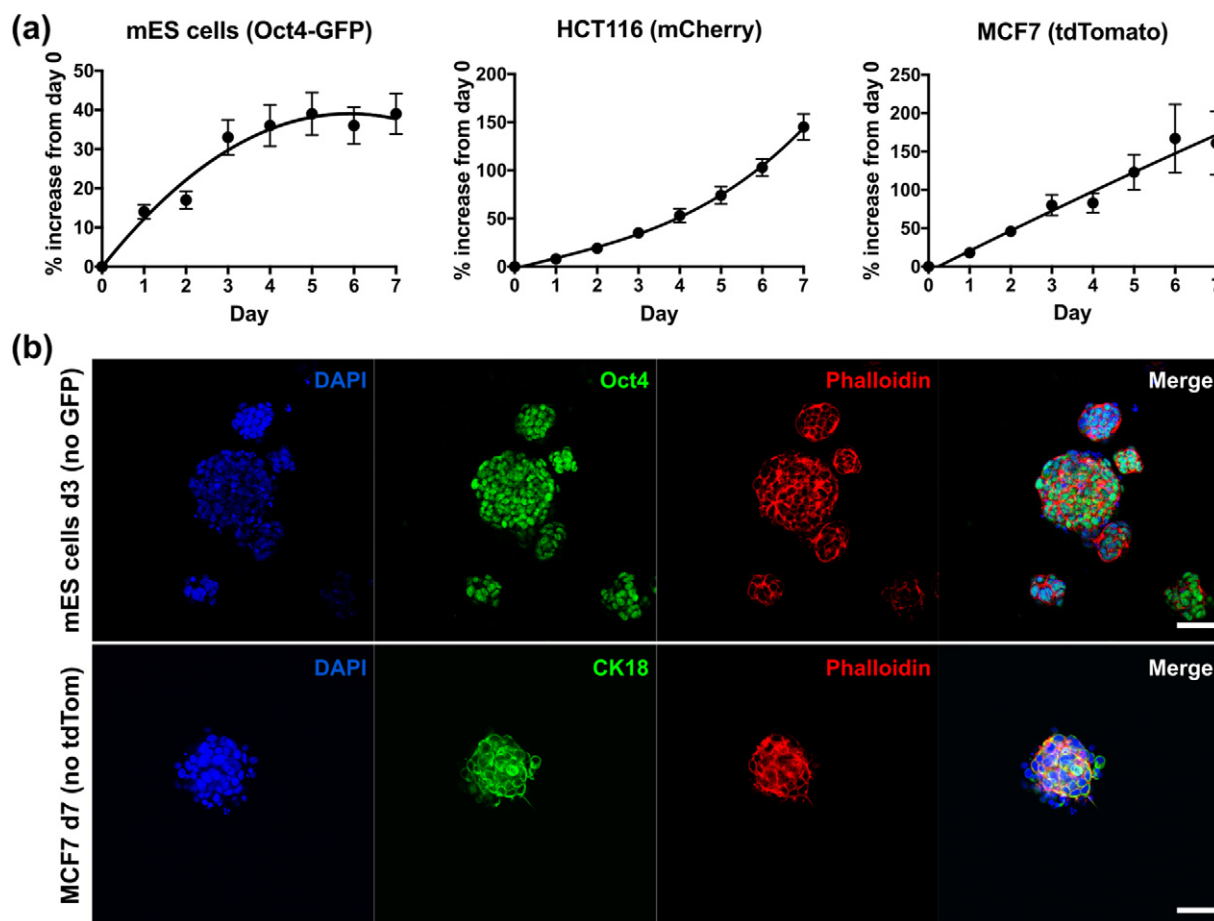 (a)
mES cells (Oct4-GFP)
HCT116 (mCherry)
MCF7 (tdTomato)
% increase from day 0
50
40
30
20
10
0
0 1 2 3 4 5 6 7
Day
% increase from day 0
200
150
100
50
0
0 1 2 3 4 5 6 7
Day
% increase from day 0
250
200
150
100
50
0
0 1 2 3 4 5 6 7
Day
(b)
mES cells d3 (no GFP)
DAPI
Oct4
Phalloidin
Merge
MCF7 d7 (no tdTom)
DAPI
CK18
Phalloidin
Merge